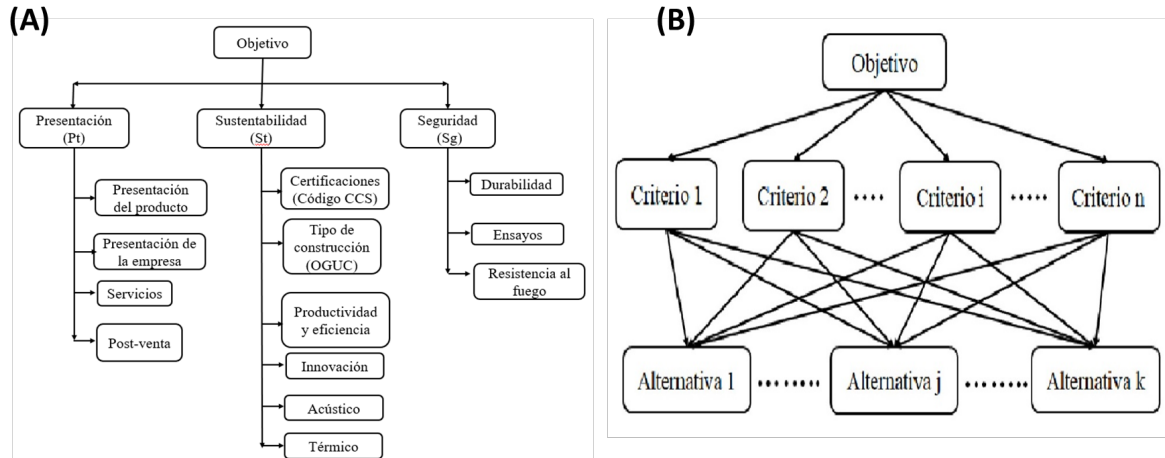 (A)
Objetivo
Presentación
(Pt)
Presentación
del producto
Presentación de
la empresa
Servicios
Post-venta
Sustentabilidad
(St)
Certificaciones
(Código CCS)
Tipo de
construcción
(OGUC)
Productividad
y eficiencia
Innovación
Acústico
Térmico
Seguridad
(Sg)
Durabilidad
Ensayos
Resistencia al
fuego
(B)
Objetivo
Criterio 1
Criterio 2
Criterio i
Criterio n
Alternativa 1
Alternativa j
Alternativa k